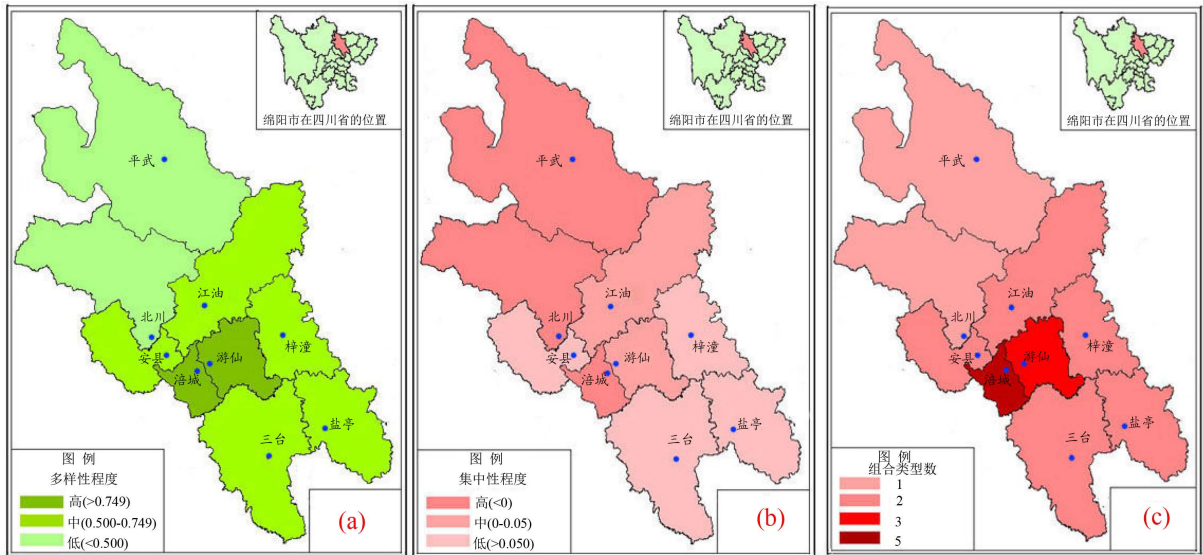 绵阳市在四川省的位置
平武
江油
北川
安县
梓潼
游仙
涪城
三台
盐亭
图 例
多样性程度
高(>0.749)
中(0.500-0.749)
低(<0.500)
(a)
绵阳市在四川省的位置
平武
江油
北川
安县
梓潼
游仙
涪城
三台
盐亭
图 例
集中性程度
高(<0)
中(0-0.05)
低(>0.050)
(b)
绵阳市在四川省的位置
平武
江油
北川
安县
梓潼
游仙
涪城
三台
盐亭
图 例
组合类型数
1
2
3
5
(c)